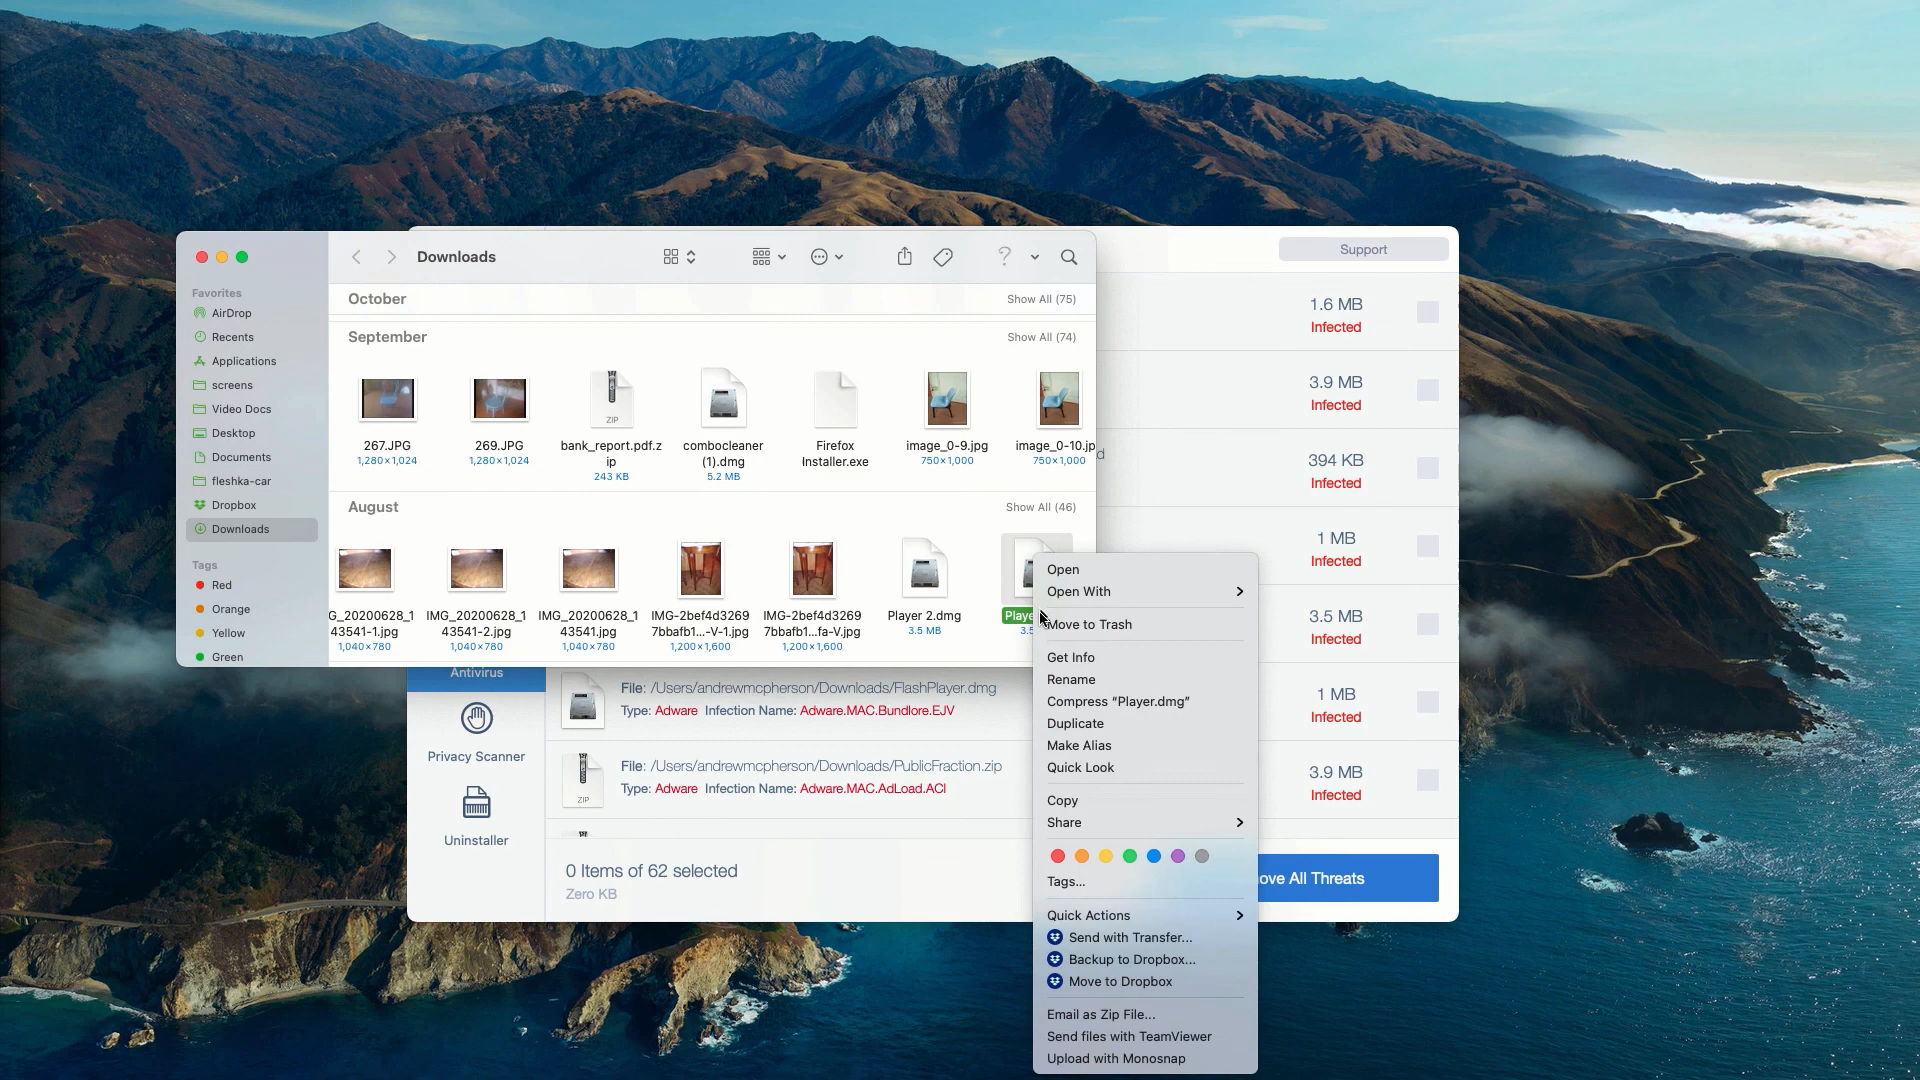 Support
Downloads
Favorites
AirDrop
Recents
Applications
screens
Video Docs
Desktop
Documents
fleshka-car
Dropbox
Downloads
Tags
Red
Orange
Yellow
Green
October
Show All (75)
September
Show All (74)
267.JPG
1,280×1,024
269.JPG
1,280×1,024
ZIP
bank_report.pdf.z
ip
243 KB
combocleaner
(1).dmg
5.2 MB
Firefox
Installer.exe
image_0-9.jpg
750×1,000
image_0-10.jp
750×1,000
August
Show All (46)
G_20200628_1
43541-1.jpg
1,040×780
IMG_20200628_1
43541-2.jpg
1,040×780
IMG_20200628_1
43541.jpg
1,040×780
IMG-2bef4d3269
7bbafb1...-V-1.jpg
1,200×1,600
IMG-2bef4d3269
7bbafb1...fa-V.jpg
1,200×1,600
Player 2.dmg
3.5 MB
Playe
3.5
Open
Open With
Move to Trash
Get Info
Rename
Compress “Player.dmg”
Duplicate
Make Alias
Quick Look
Copy
Share
Tags...
Quick Actions
Send with Transfer...
Backup to Dropbox...
Move to Dropbox
Email as Zip File...
Send files with TeamViewer
Upload with Monosnap
1.6 MB
Infected
3.9 MB
Infected
d
394 KB
Infected
1 MB
Infected
3.5 MB
Infected
1 MB
Infected
3.9 MB
Infected
Antivirus
Privacy Scanner
Uninstaller
File: /Users/andrewmcpherson/Downloads/FlashPlayer.dmg
Type: Adware Infection Name: Adware.MAC.Bundlore.EJV
ZIP
File: /Users/andrewmcpherson/Downloads/PublicFraction.zip
Type: Adware Infection Name: Adware.MAC.AdLoad.ACI
0 Items of 62 selected
Zero KB
ove All Threats